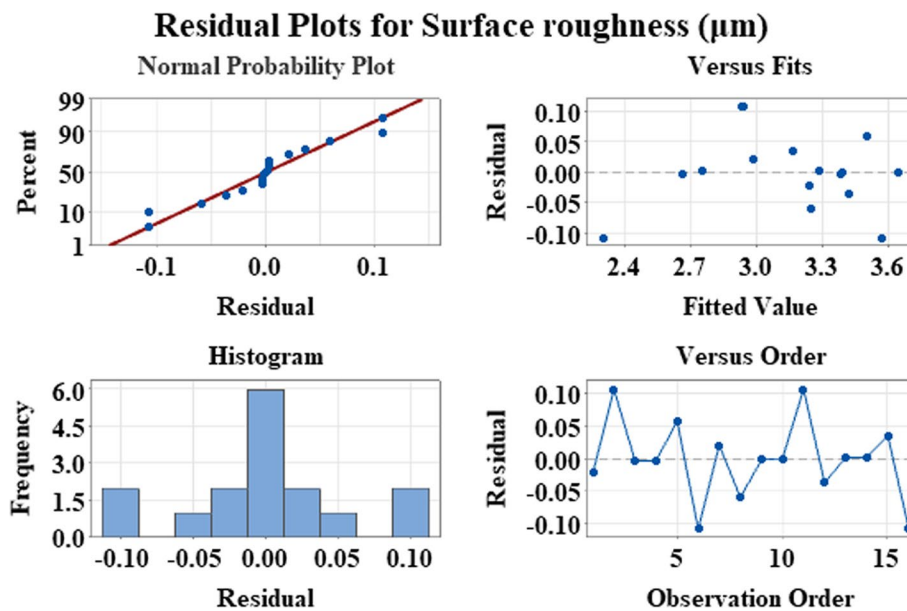 Residual Plots for Surface roughness (µm)
Normal Probability Plot
Versus Fits
99
90
50
10
1
Percent
-0.1 0.0 0.1
Residual
0.10
0.05
0.00
-0.05
-0.10
Residual
2.4 2.7 3.0 3.3 3.6
Fitted Value
Histogram
Versus Order
6.0
4.5
3.0
1.5
0.0
Frequency
-0.10 -0.05 0.00 0.05 0.10
Residual
0.10
0.05
0.00
-0.05
-0.10
Residual
5 10 15
Observation Order